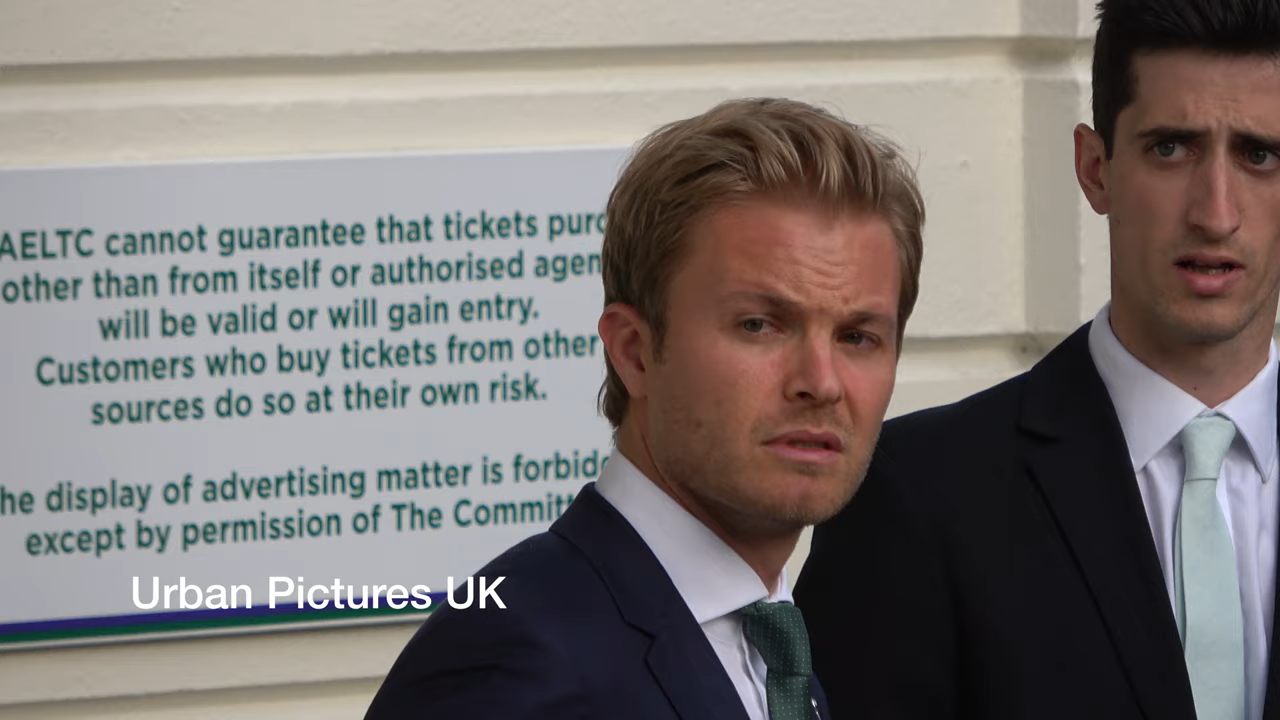 AELTC cannot guarantee that tickets purc
other than from itself or authorised agen
will be valid or will gain entry.
Customers who buy tickets from other
sources do so at their own risk.
he display of advertising matter is forbid
except by permission of The Committ
Urban Pictures UK